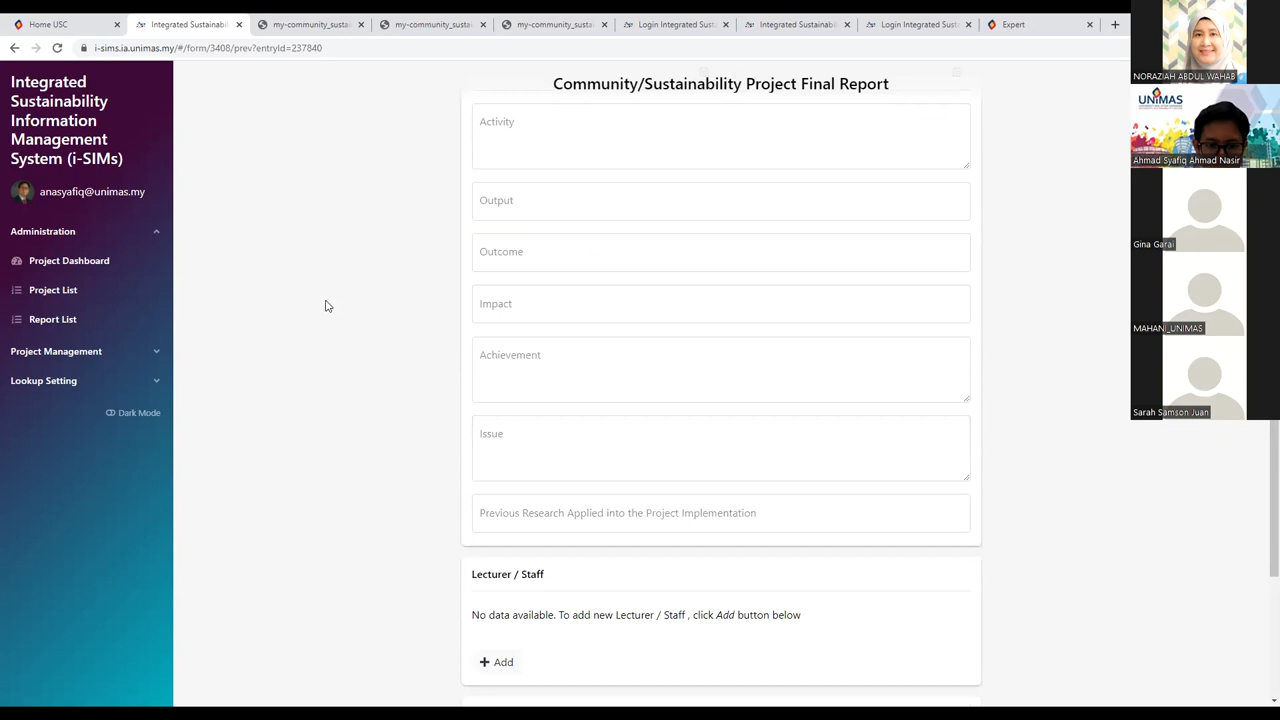 Home USC
Integrated Sustainabili
my-community_susta
my-community_susta
my-community_susta
Login Integrated Sust
Integrated Sustainabi
Login Integrated Sust
Expert
i-sims.ia.unimas.my/#/form/3408/prev?entryId=237840
Integrated
Sustainability
Information
Management
System (i-SIMs)
anasyafiq@unimas.my
Administration
Project Dashboard
Project List
Report List
Project Management
Lookup Setting
Dark Mode
Community/Sustainability Project Final Report
Activity
Output
Outcome
Impact
Achievement
Issue
Previous Research Applied into the Project Implementation
Lecturer / Staff
No data available. To add new Lecturer / Staff , click Add button below
Add
NORAZIAH ABDUL WAHAB
UNIMAS
Ahmad Syafiq Ahmad Nasir
Gina Garai
MAHANI_UNIMAS
Sarah Samson Juan